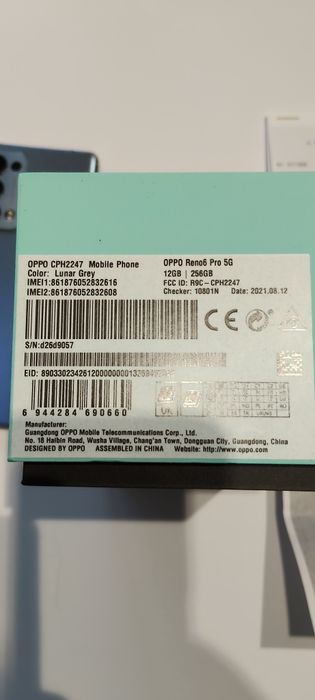 OPPO CPH2247 Mobile Phone OPPO Reno6 Pro 5G
Color: Lunar Grey 12GB | 256GB
IMEI1:861876052832616 FCC ID: R9C-CPH2247
IMEI2:861876052832608 Checker: 10801N Date: 2021.08.12
CE
S/N:d26d9057
EID:
6 944284 690660
UK
Manufacturer:
Guangdong OPPO Mobile Telecommunications Corp., Ltd.
No. 18 Haibin Road, Wusha Village, Chang'an Town, Dongguan City, Guangdong, China
DESIGNED BY OPPO ASSEMBLED IN CHINA Website: http://www.oppo.com